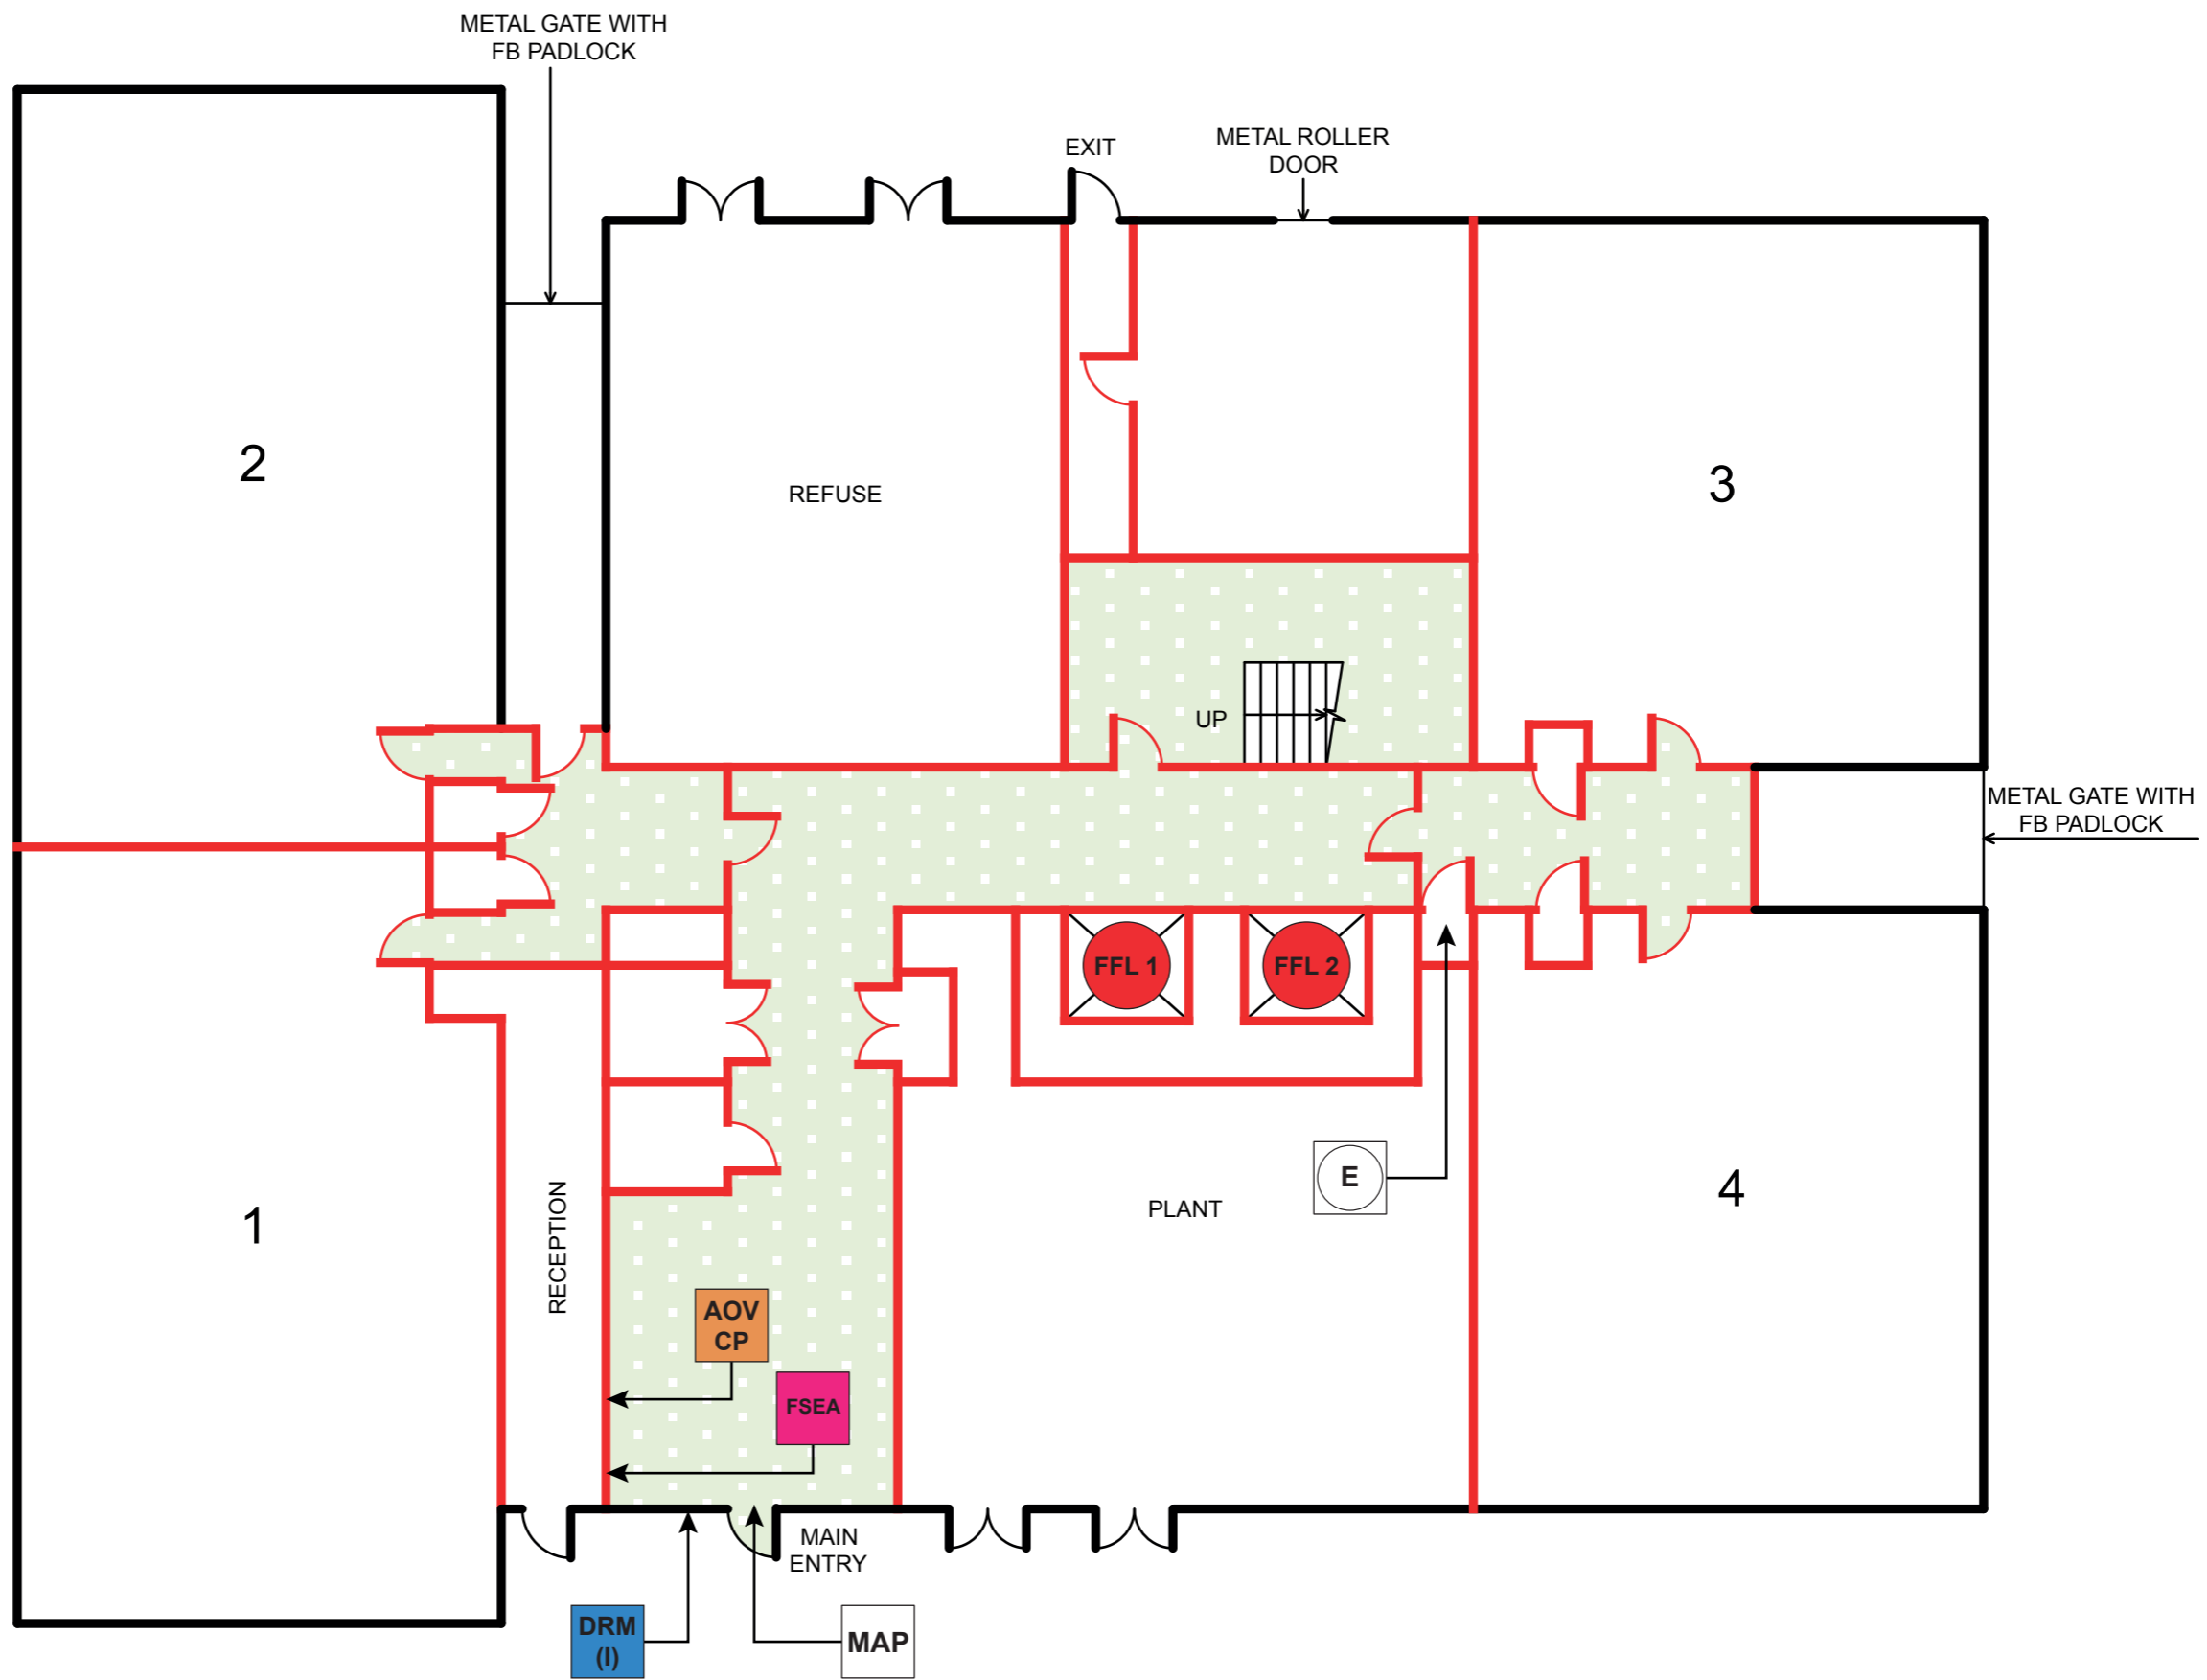 METAL GATE WITH
FB PADLOCK
EXIT
METAL ROLLER
DOOR
2
REFUSE
3
UP
METAL GATE WITH
FB PADLOCK
FFL 1
FFL 2
E
PLANT
4
1
RECEPTION
AOV
CP
FSEA
MAIN
ENTRY
DRM
(I)
MAP